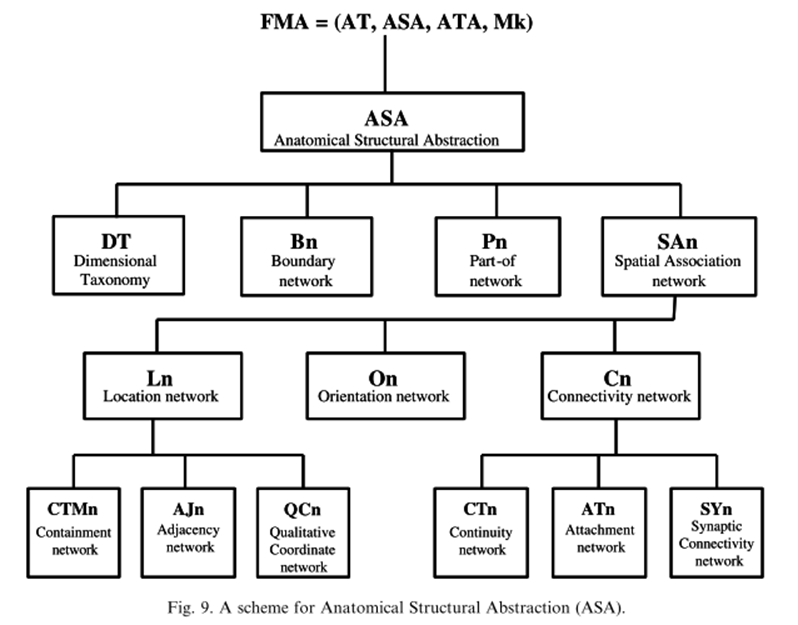 FMA = (AT, ASA, ATA, Mk)
ASA
Anatomical Structural Abstraction
DT
Dimensional
Taxonomy
Bn
Boundary
network
Pn
Part-of
network
SAn
Spatial Association
network
Ln
Location network
On
Orientation network
Cn
Connectivity network
CTMn
Containment
network
AJn
Adjacency
network
QCn
Qualitative
Coordinate
network
CTn
Continuity
network
ATn
Attachment
network
SYn
Synaptic
Connectivity
network
Fig. 9. A scheme for Anatomical Structural Abstraction (ASA).